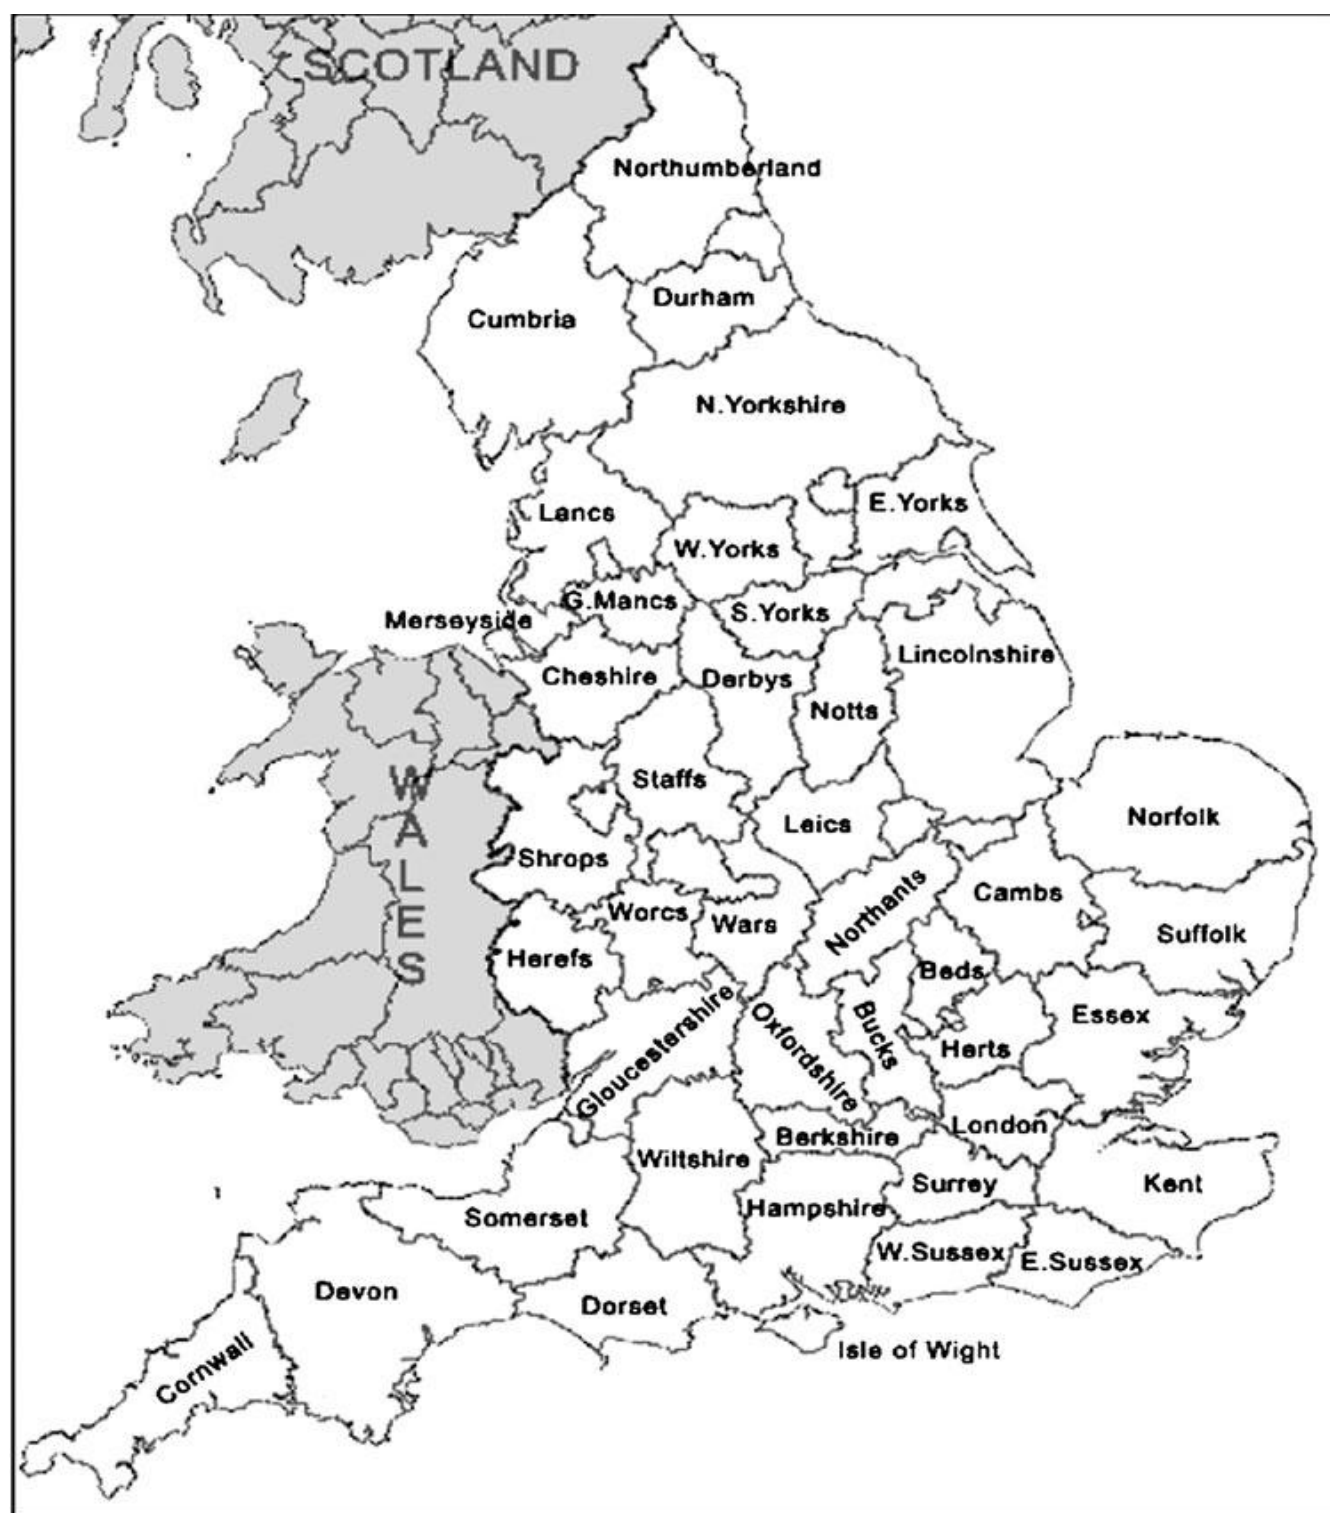 SCOTLAND
Northumberland
Durham
Cumbria
N.Yorkshire
E.Yorks
Lancs
W.Yorks
G.Mancs
S.Yorks
Merseyside
Lincolnshire
Cheshire
Derbys
Notts
WALES
Staffs
Norfolk
Leics
Shrops
Northants
Cambs
Worcs
Wars
Suffolk
Herefs
Beds
Gloucestershire
Oxfordshire
Bucks
Essex
Herts
London
Berkshire
Wiltshire
Surrey
Kent
Hampshire
Somerset
W.Sussex
E.Sussex
Devon
Dorset
Isle of Wight
Cornwall